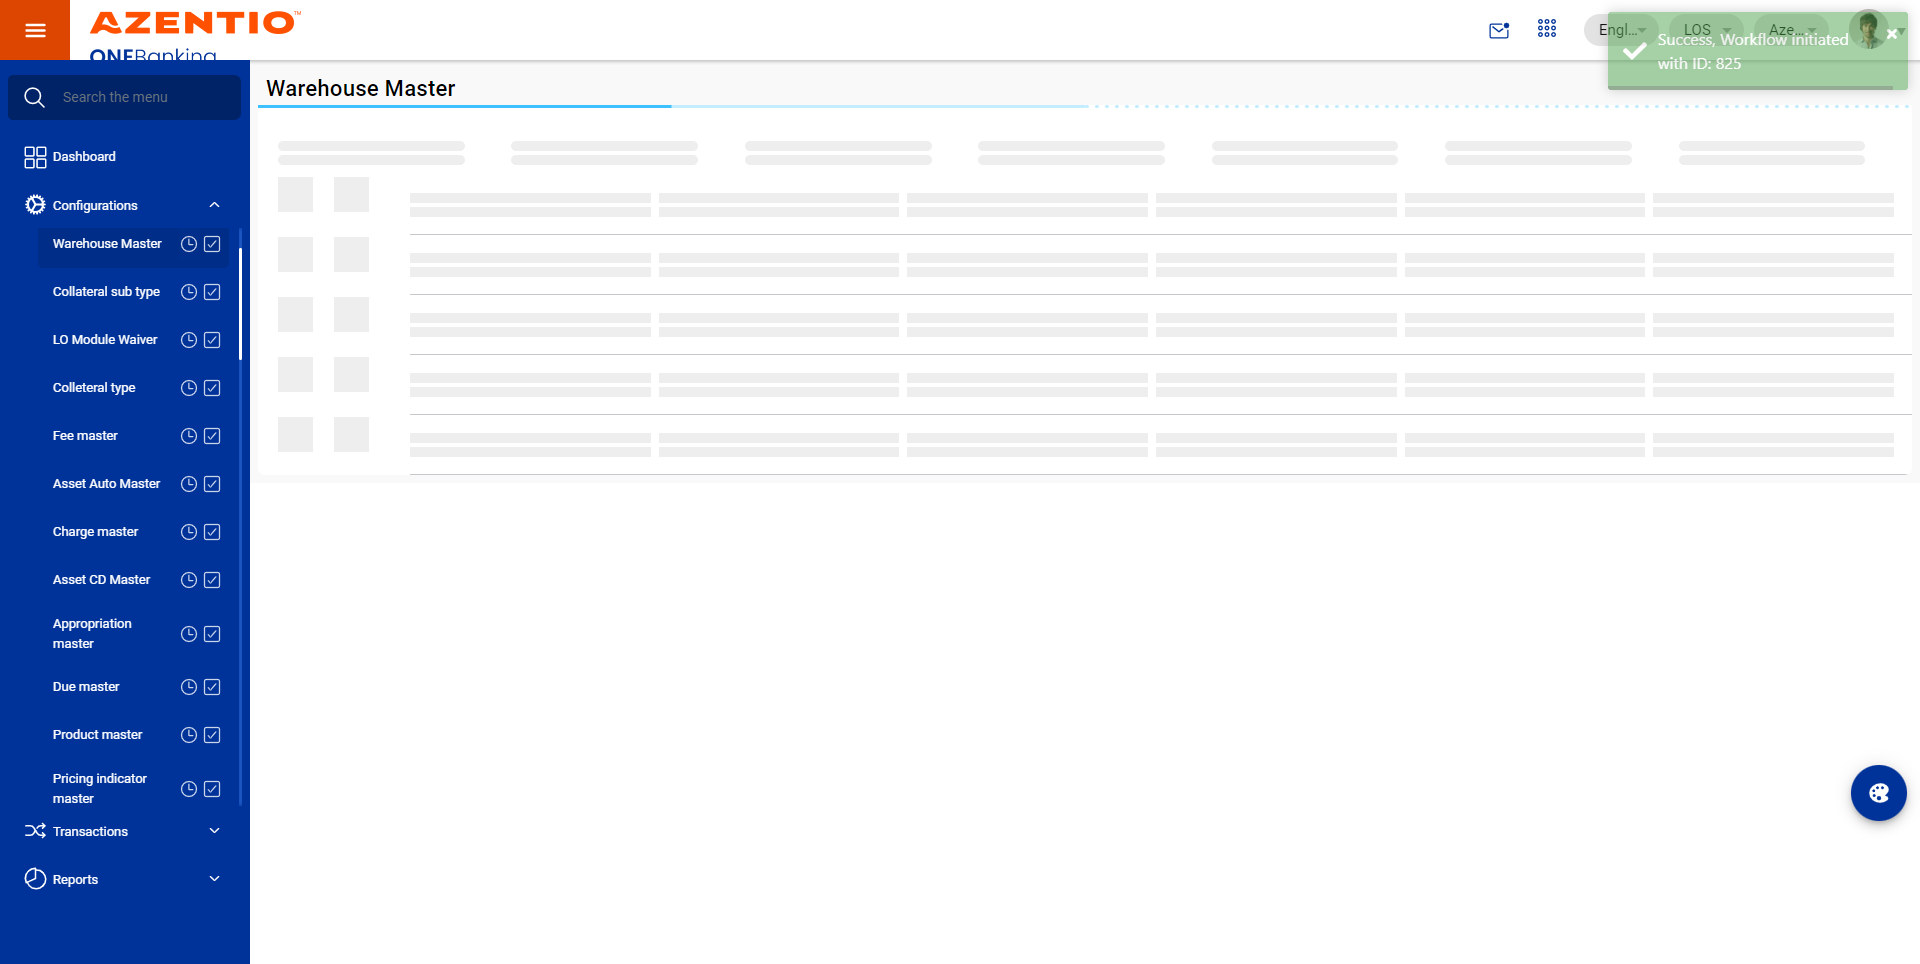 AZENTIO™
ONEBanking
Engl...
LOS
Aze...
Success, Workflow initiated
with ID: 825
Search the menu
Warehouse Master
Dashboard
Configurations
Warehouse Master
Collateral sub type
LO Module Waiver
Colleteral type
Fee master
Asset Auto Master
Charge master
Asset CD Master
Appropriation
master
Due master
Product master
Pricing indicator
master
Transactions
Reports